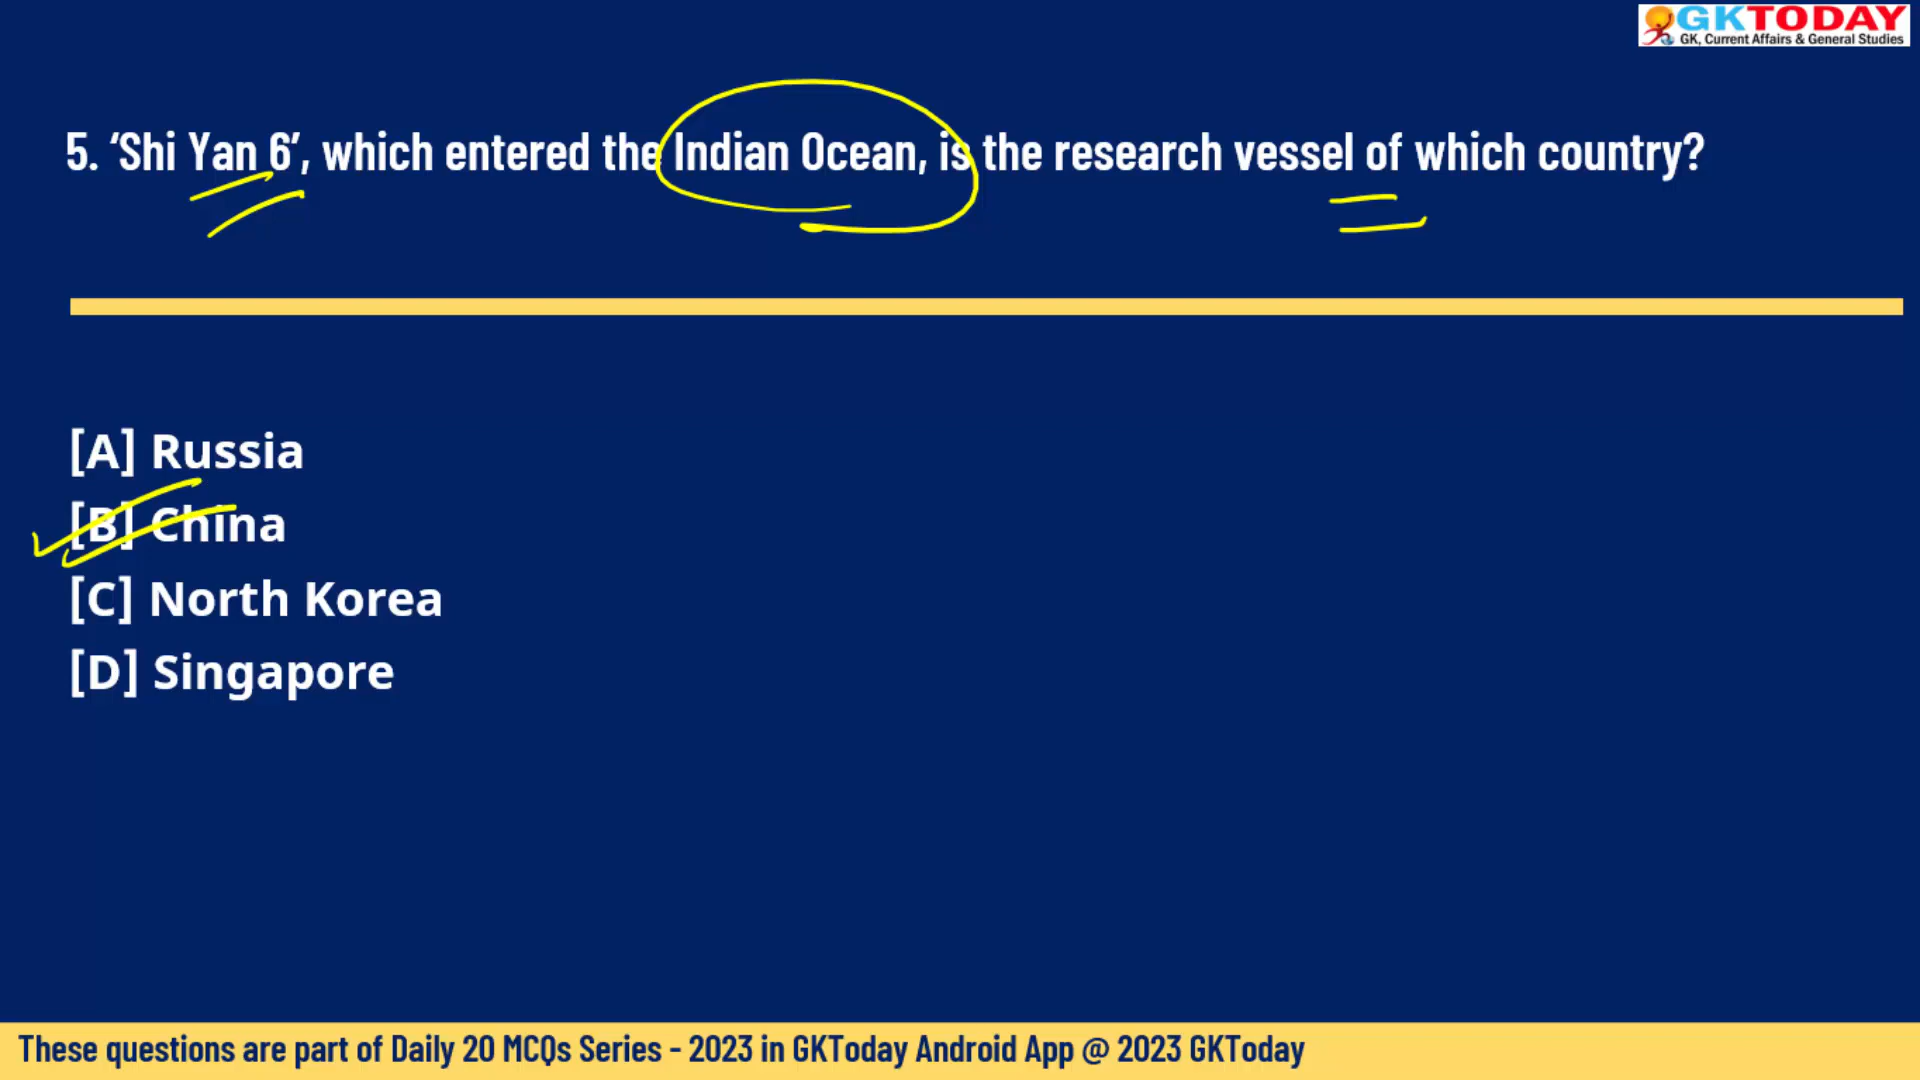 GKTODAY
GK, Current Affairs & General Studies
5. ‘Shi Yan 6’, which entered the Indian Ocean, is the research vessel of which country?
[A] Russia
[B] China
[C] North Korea
[D] Singapore
These questions are part of Daily 20 MCQs Series - 2023 in GKToday Android App @ 2023 GKToday